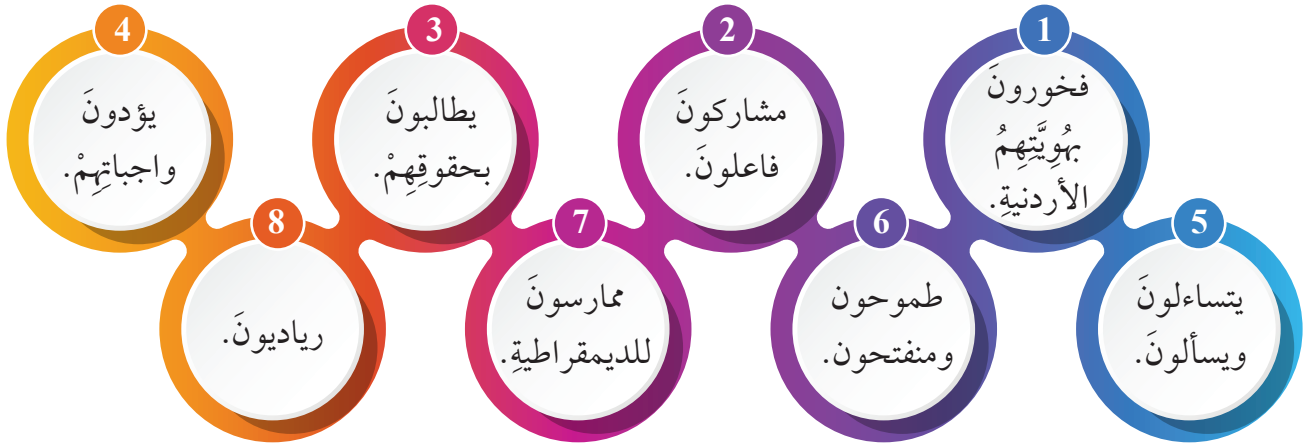 1
فخورونَ
بهُوِيَّتِهِمُ
الأردنيةِ.
2
مشاركونَ
فاعلونَ.
3
يطالبونَ
بحقوقِهِمْ.
4
يؤدونَ
واجباتِهِمْ.
5
يتساءلونَ
ويسألونَ.
6
طموحون
ومنفتحون.
7
ممارسونَ
للديمقراطيةِ.
8
رياديونَ.